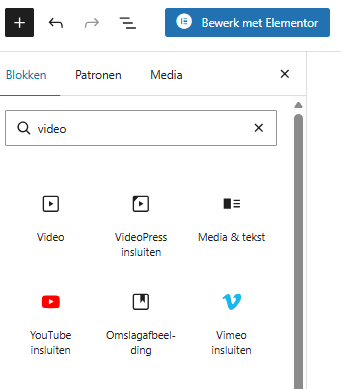 Bewerk met Elementor
Blokken Patronen Media
video
Video
VideoPress
insluiten
Media & tekst
YouTube
insluiten
Omslagafbeel-
ding
Vimeo
insluiten